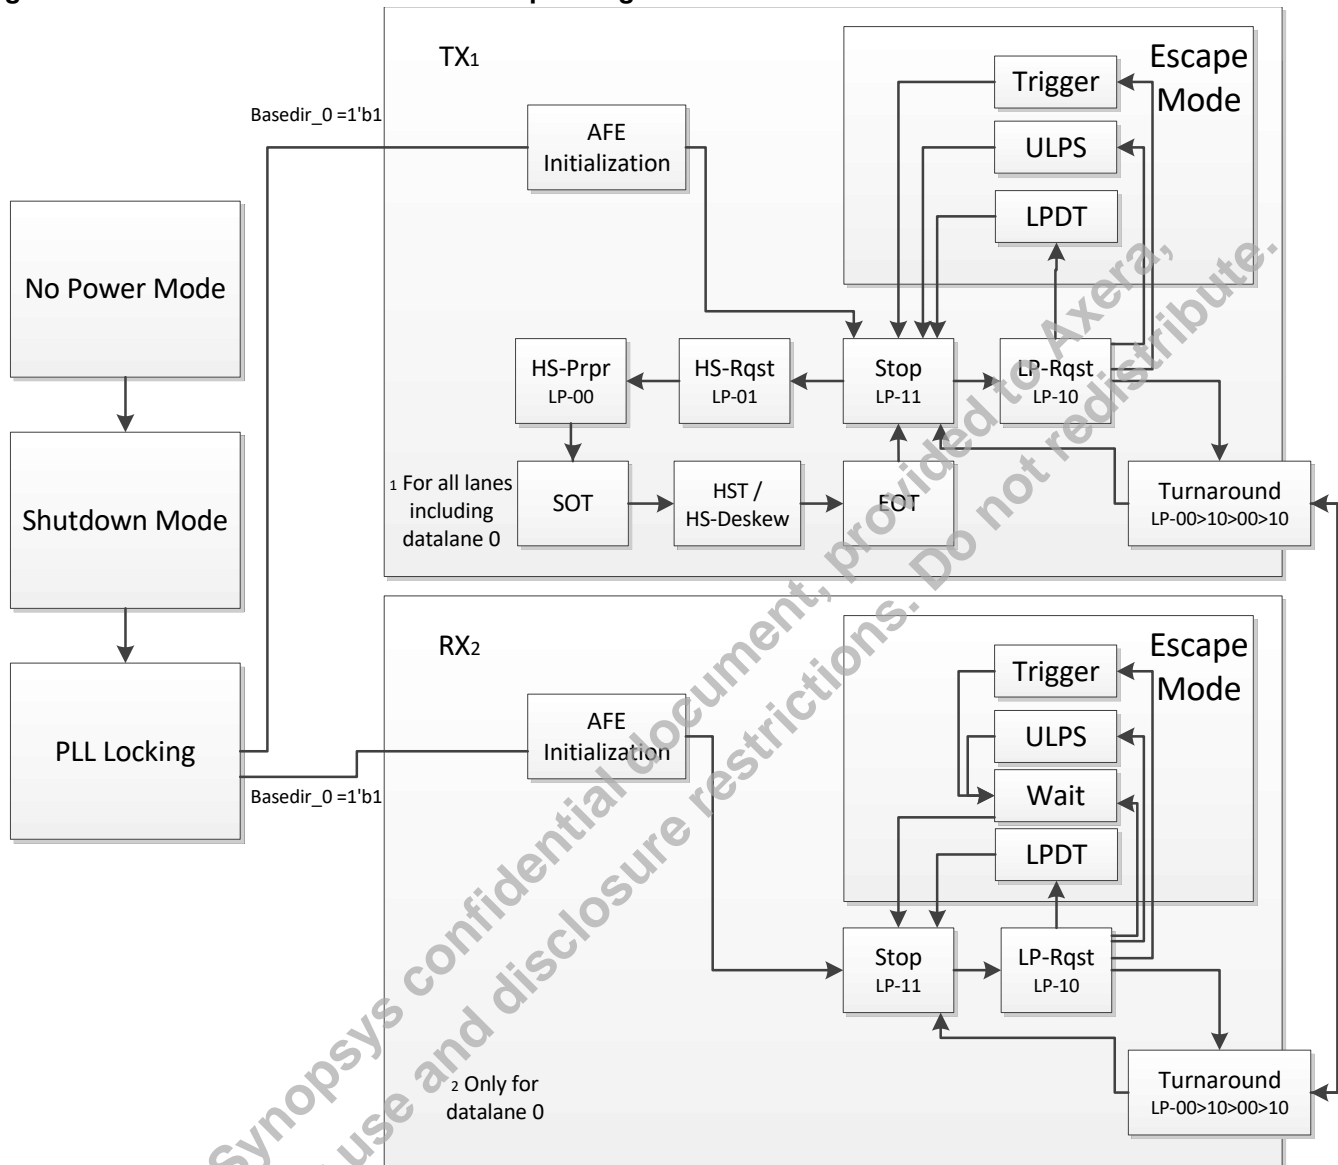 TX1
Escape
Mode
Trigger
ULPS
LPDT
Basedir_0 =1'b1
AFE
Initialization
No Power Mode
Shutdown Mode
PLL Locking
HS-Prpr
LP-00
HS-Rqst
LP-01
Stop
LP-11
LP-Rqst
LP-10
1 For all lanes
including
datalane 0
SOT
HST /
HS-Deskew
EOT
Turnaround
LP-00>10>00>10
RX2
Escape
Mode
Trigger
ULPS
Wait
LPDT
AFE
Initialization
Basedir_0 =1'b1
Stop
LP-11
LP-Rqst
LP-10
2 Only for
datalane 0
Turnaround
LP-00>10>00>10
Synopsys confidential document, provided to Axera,
use and disclosure restrictions. Do not redistribute.